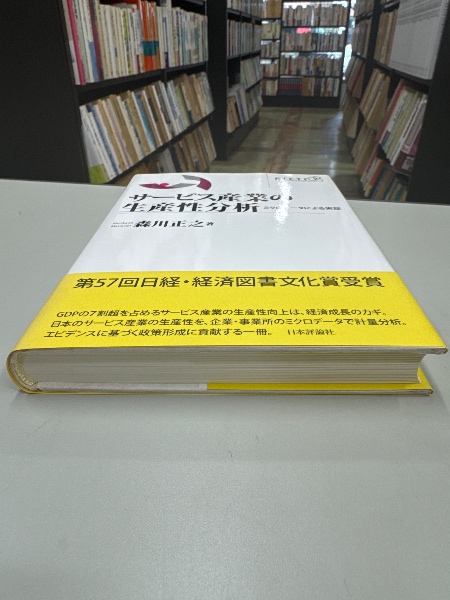 サービス産業の
生産性分析
森川正之 著
第57回日経・経済図書文化賞受賞
GDPの7割超を占めるサービス産業の生産性向上は、経済成長のカギ。
日本のサービス産業の生産性を、企業・事業所のミクロデータで計量分析。
エビデンスに基づく政策形成に貢献する一冊。 日本評論社